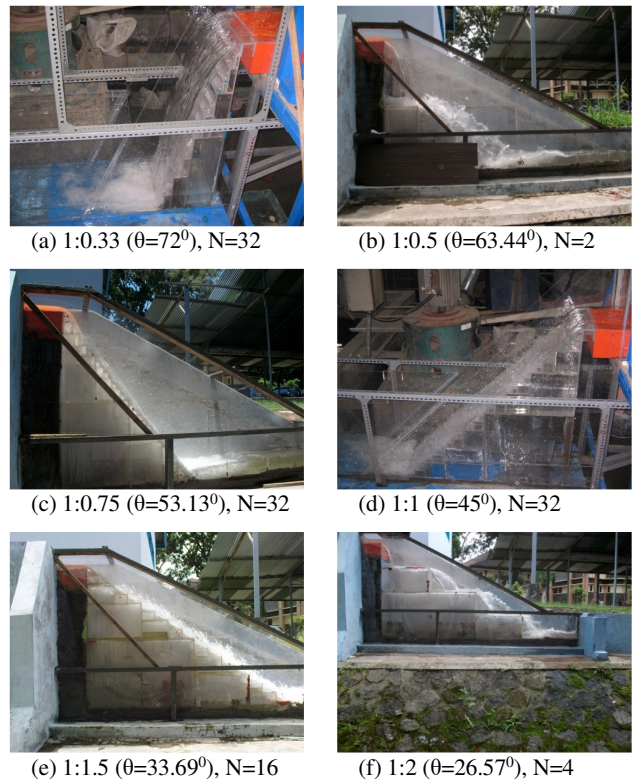 (a) 1:0.33 (θ=72⁰), N=32
(b) 1:0.5 (θ=63.44⁰), N=2
(c) 1:0.75 (θ=53.13⁰), N=32
(d) 1:1 (θ=45⁰), N=32
(e) 1:1.5 (θ=33.69⁰), N=16
(f) 1:2 (θ=26.57⁰), N=4